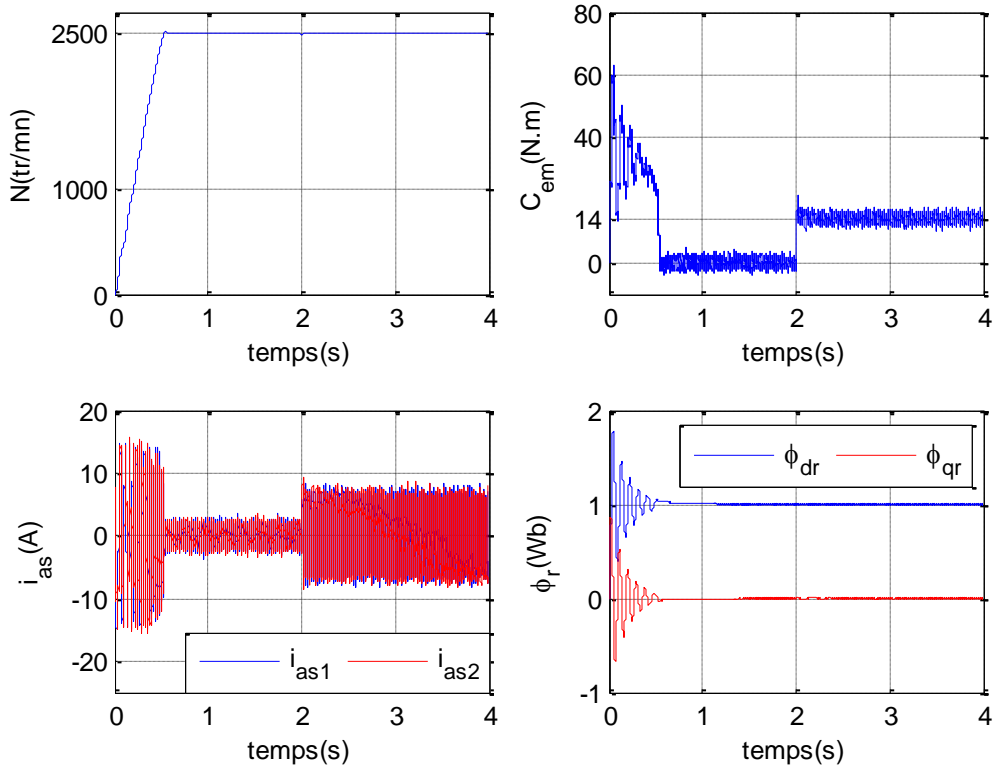 2500
1000
0
N(tr/mn)
0 1 2 3 4
temps(s)
80
60
40
14
0
C_em(N.m)
0 1 2 3 4
temps(s)
20
10
0
-10
-20
i_as(A)
i_as1 i_as2
0 1 2 3 4
temps(s)
2
1
0
-1
ϕ_r(Wb)
ϕ_dr ϕ_qr
0 1 2 3 4
temps(s)